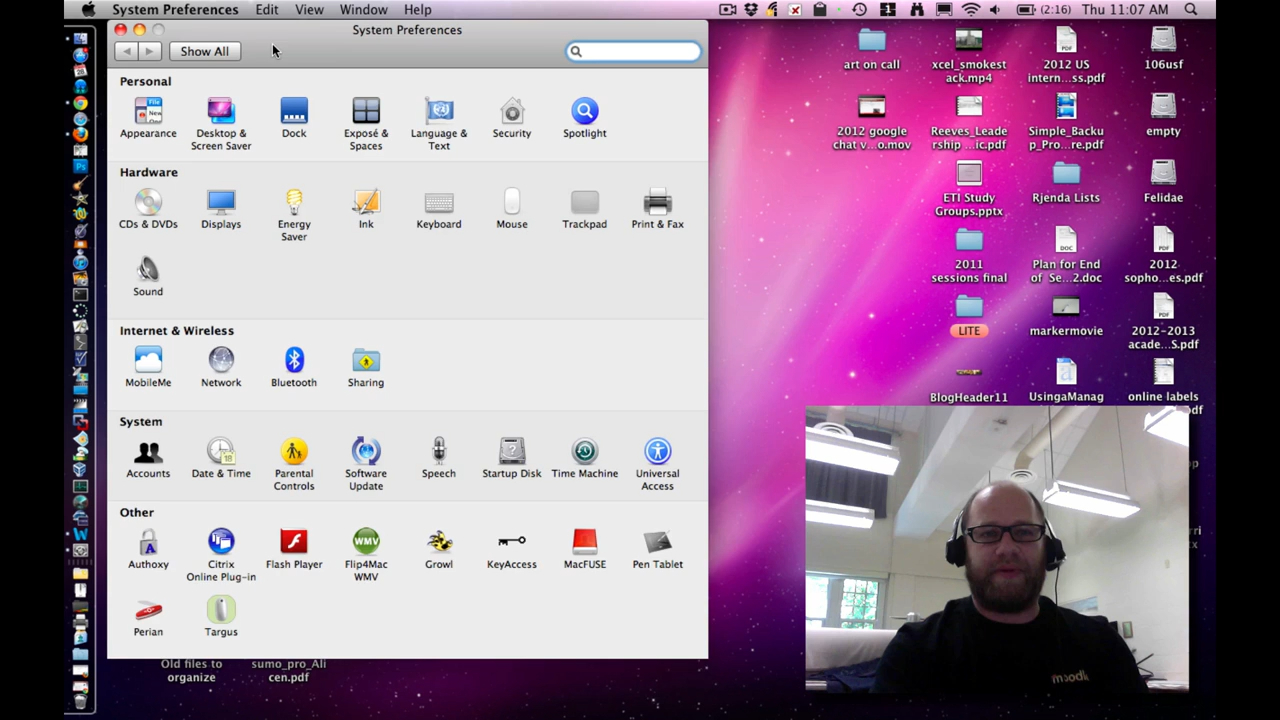 System Preferences Edit View Window Help
(2:16) Thu 11:07 AM
System Preferences
Show All
Personal
Appearance
Desktop &
Screen Saver
Dock
Exposé &
Spaces
Language &
Text
Security
Spotlight
Hardware
CDs & DVDs
Displays
Energy
Saver
Ink
Keyboard
Mouse
Trackpad
Print & Fax
Sound
Internet & Wireless
MobileMe
Network
Bluetooth
Sharing
System
Accounts
Date & Time
Parental
Controls
Software
Update
Speech
Startup Disk
Time Machine
Universal
Access
Other
Authoxy
Citrix
Online Plug-in
Flash Player
Flip4Mac
WMV
Growl
KeyAccess
MacFUSE
Pen Tablet
Perian
Targus
Old files to
organize
sumo_pro_Ali
cen.pdf
art on call
xcel_smokest
ack.mp4
2012 US
intern...ss.pdf
106usf
2012 google
chat v...o.mov
Reeves_Leade
rship ...ic.pdf
Simple_Backu
p_Pro...re.pdf
empty
ETI Study
Groups.pptx
Rjenda Lists
Felidae
2011
sessions final
Plan for End
of Se...2.doc
2012
sopho...es.pdf
LITE
markermovie
2012-2013
acade...S.pdf
BlogHeader11
UsingaManag
online labels
pdf
moodl